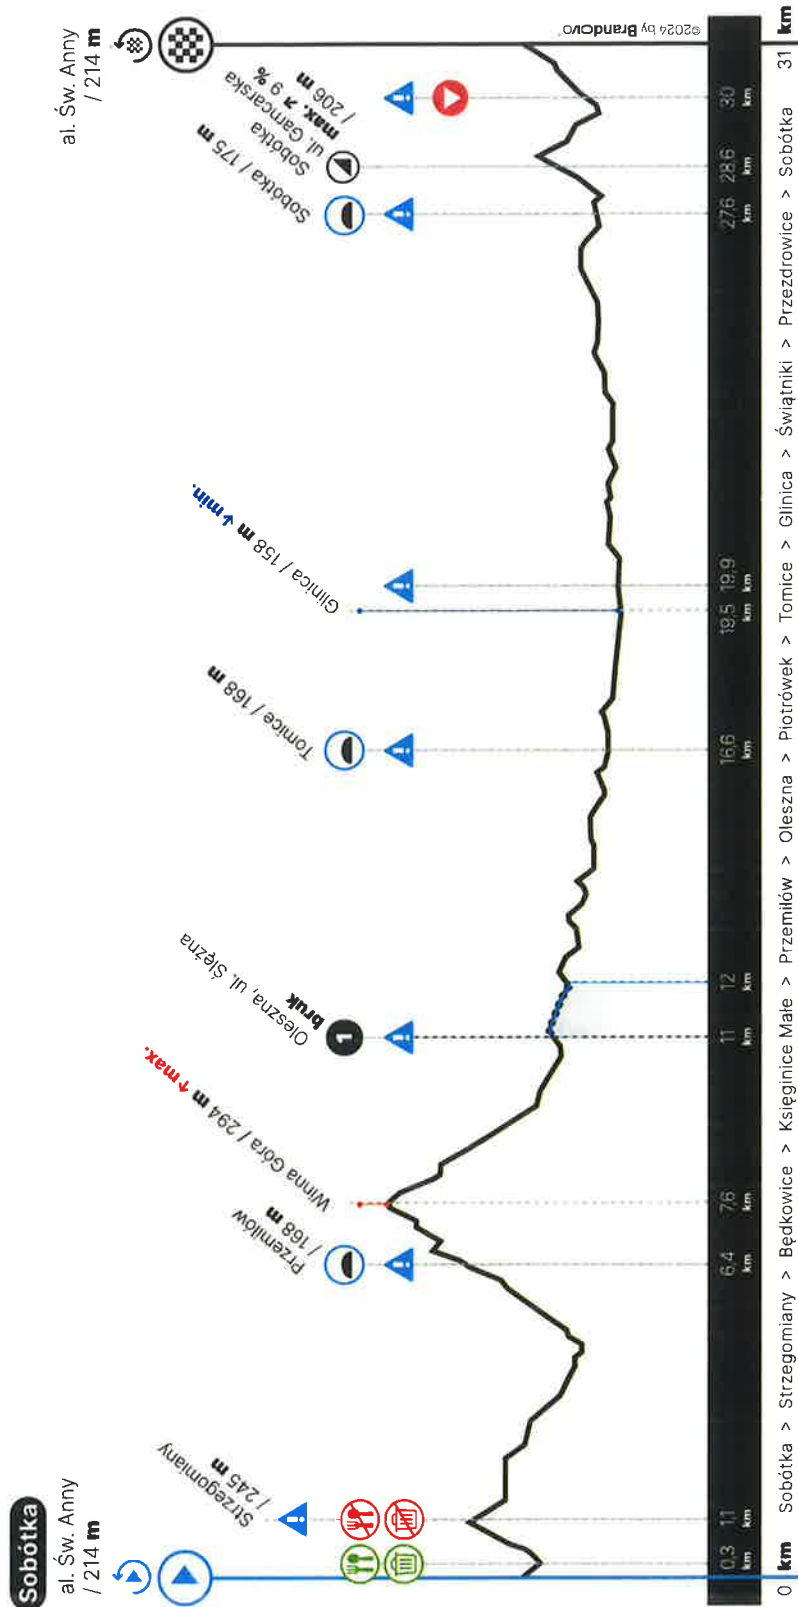 Sobótka
al. Św. Anny
/ 214 m
Strzegomiany
/ 245 m
Przemiłów
/ 168 m
Winna Góra / 294 m ↑ max.
1
Oleszna, ul. Ślężna
bruk
Tomice / 168 m
Glinica / 158 m ↓ min.
Sobótka / 175 m
Sobótka
ul. Garncarska
max. ↗ 9 %
/ 206 m
al. Św. Anny
/ 214 m
©2024 by Brandovo
0,3 km
1,1 km
6,4 km
7,6 km
11 km
12 km
16,6 km
19,5 km
19,9 km
27,6 km
28,6 km
30 km
0 km
Sobótka > Strzegomiany > Będkowice > Księginice Małe > Przemiłów > Oleszna > Piotrówek > Tomice > Glinica > Świątniki > Przezdrowice > Sobótka
31 km